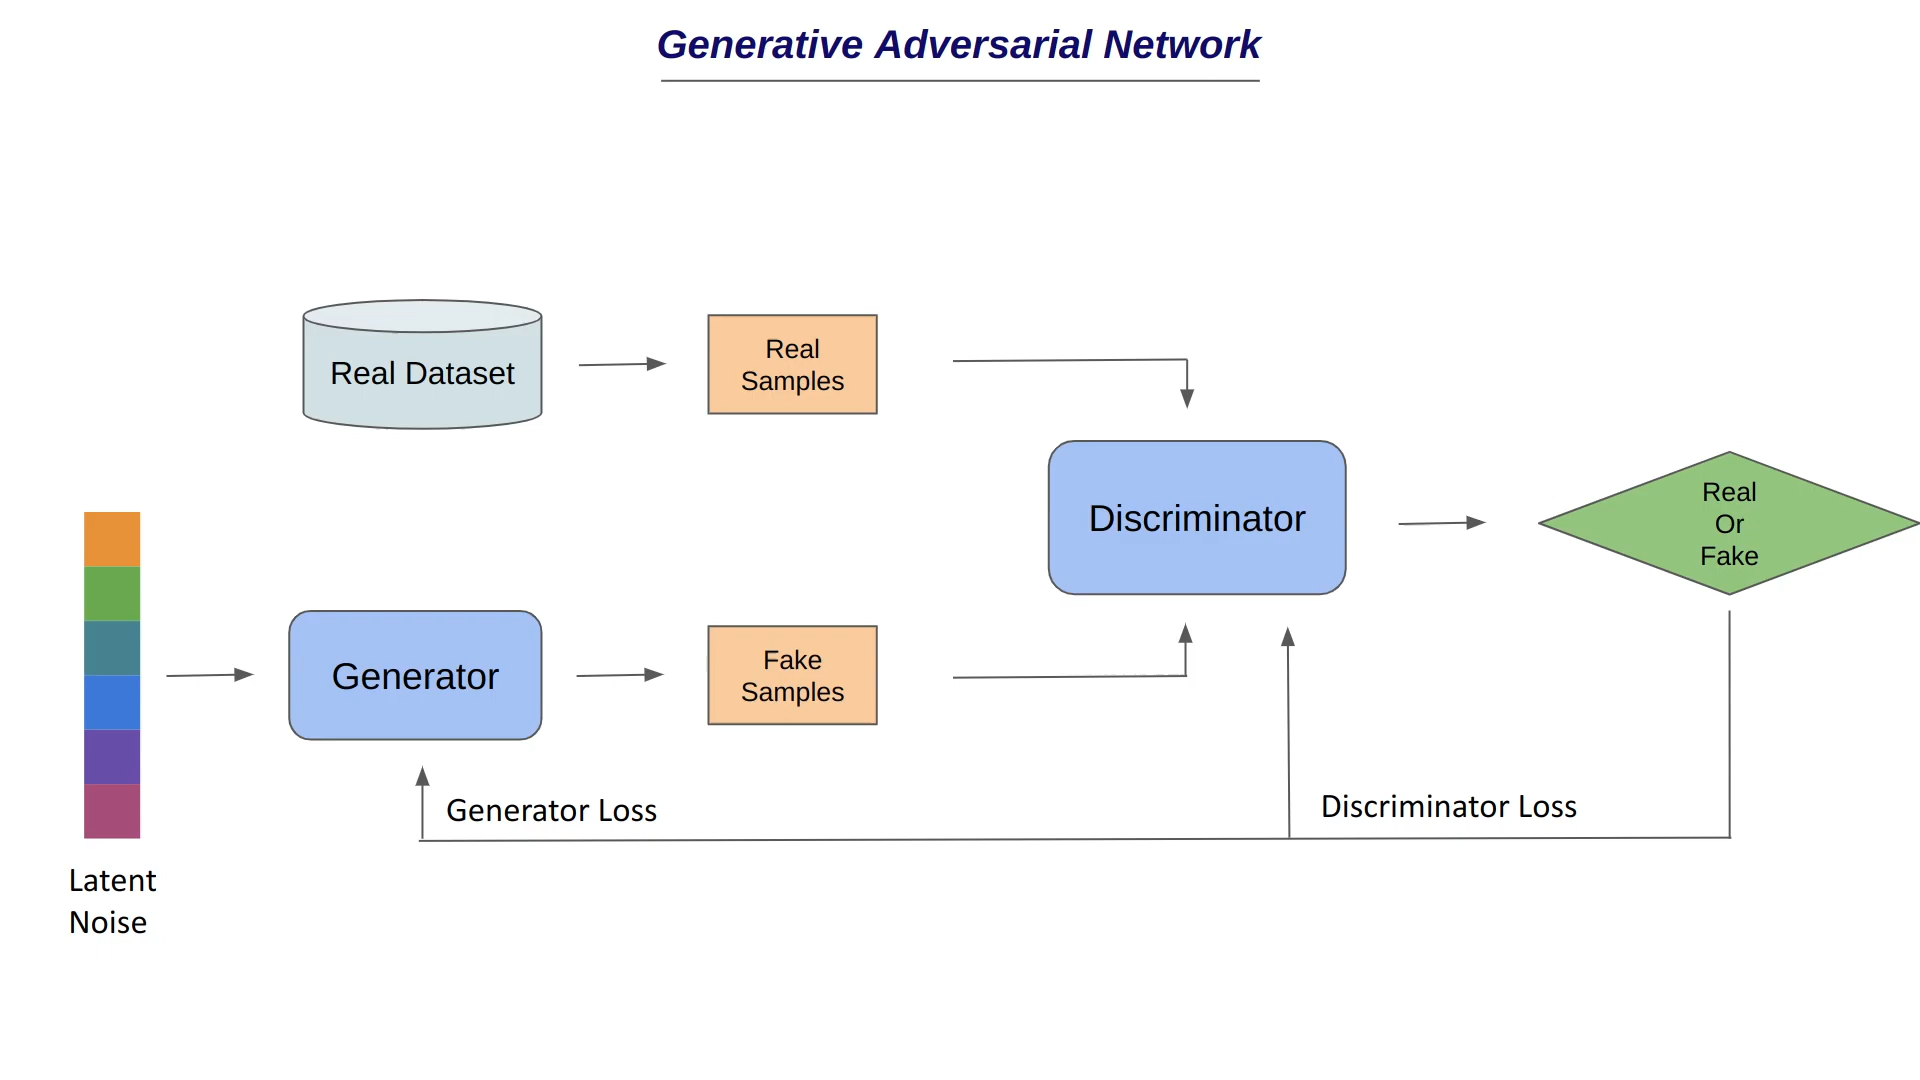 Generative Adversarial Network
Real Dataset
Real
Samples
Discriminator
Real
Or
Fake
Generator
Fake
Samples
Generator Loss
Discriminator Loss
Latent
Noise